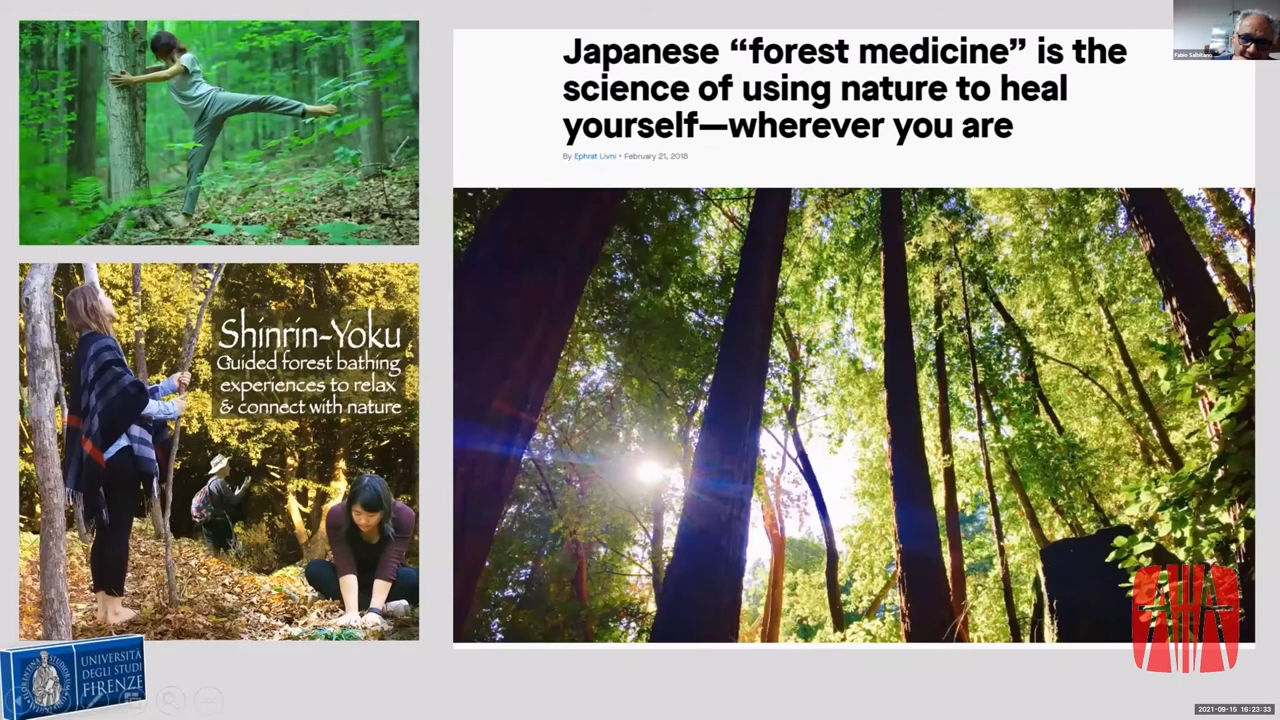 Japanese “forest medicine” is the
science of using nature to heal
yourself—wherever you are
By Ephrat Livni • February 21, 2018
Fabio Salbitano
Shinrin-Yoku
Guided forest bathing
experiences to relax
& connect with nature
UNIVERSITÀ
DEGLI STUDI
FIRENZE
2021-09-15 16:23:33